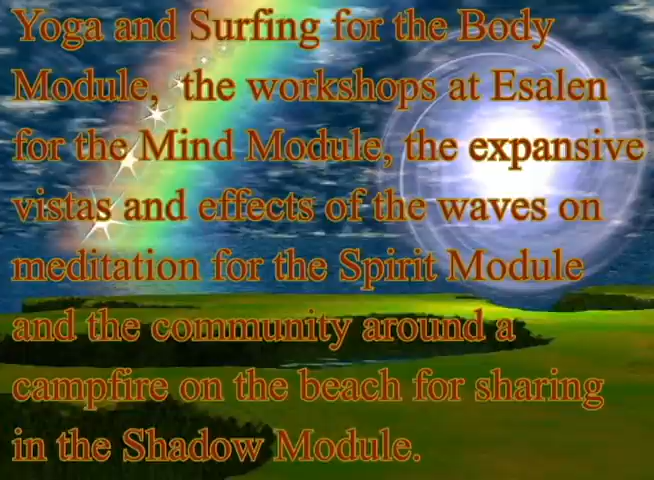 Yoga and Surfing for the Body
Module,  the workshops at Esalen
for the Mind Module, the expansive
vistas and effects of the waves on
meditation for the Spirit Module
and the community around a
campfire on the beach for sharing
in the Shadow Module.